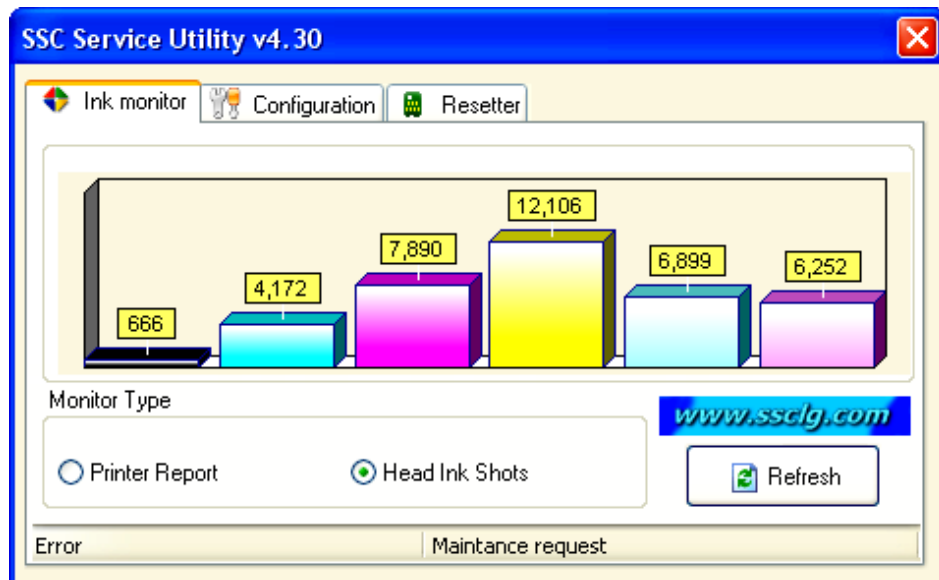 SSC Service Utility v4.30
Ink monitor Configuration Resetter
12,106
7,890
6,899
6,252
4,172
666
Monitor Type
www.ssclg.com
Printer Report Head Ink Shots Refresh
Error Maintance request